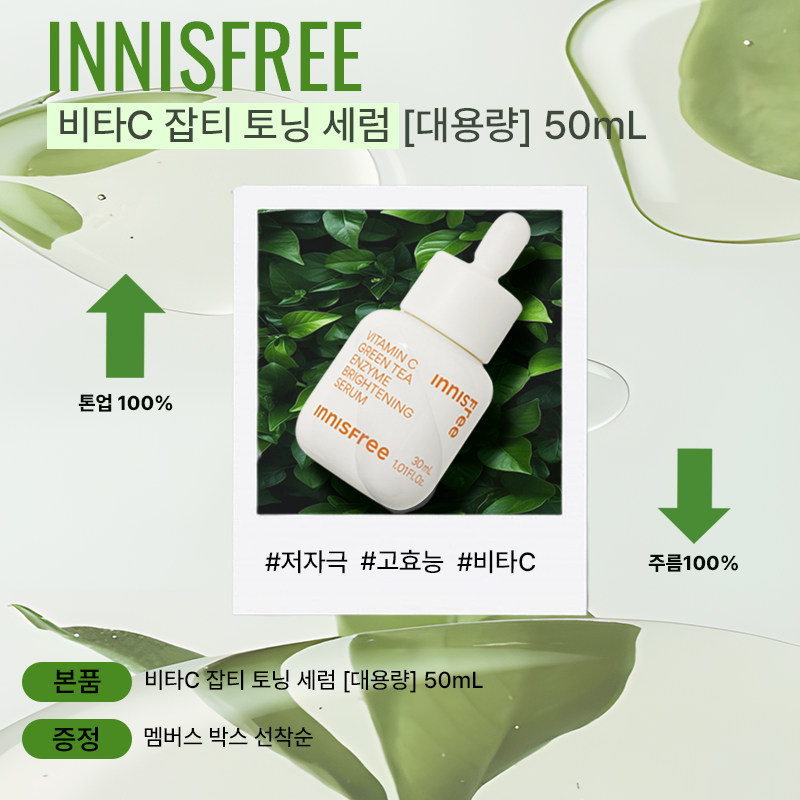 INNISFREE
비타C 잡티 토닝 세럼 [대용량] 50mL
VITAMIN C
GREEN TEA
ENZYME
BRIGHTENING
SERUM
INNISFree
INNISFree
30mL
1.01 Fl.Oz.
톤업 100%
주름100%
#저자극 #고효능 #비타C
본품 비타C 잡티 토닝 세럼 [대용량] 50mL
증정 멤버스 박스 선착순